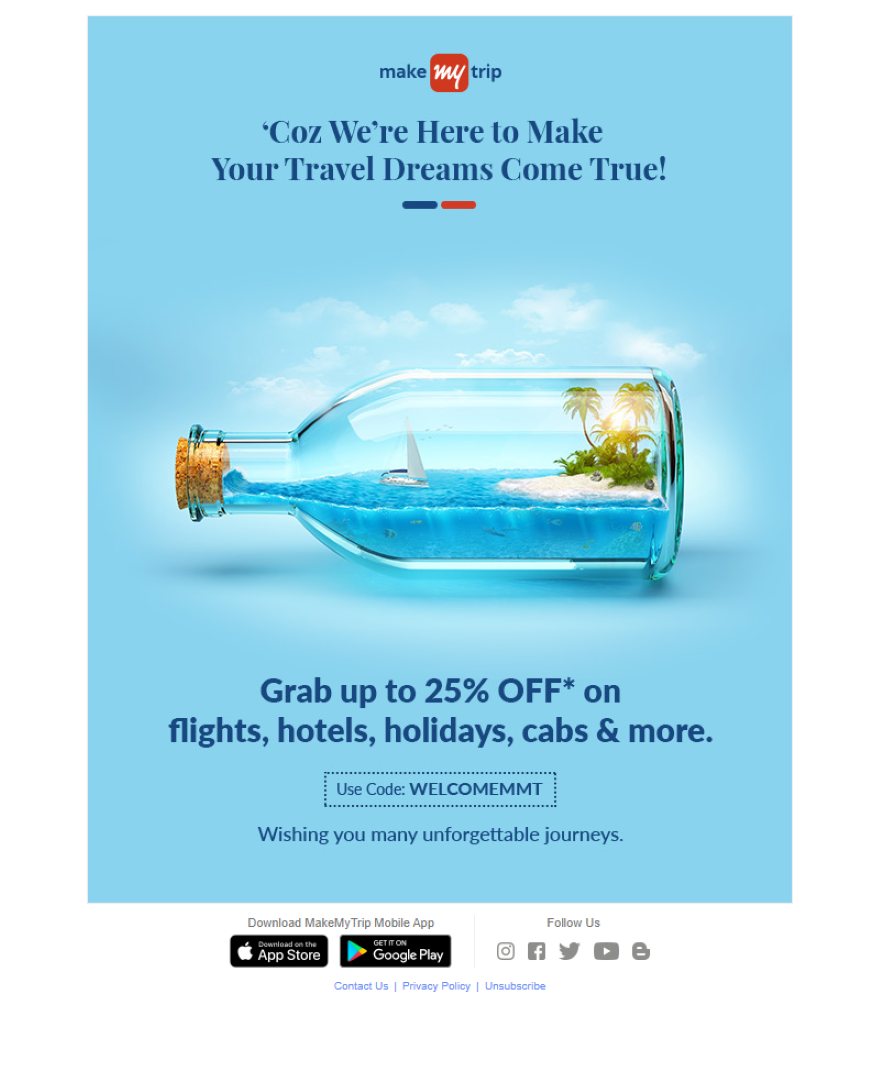 make my trip
‘Coz We’re Here to Make
Your Travel Dreams Come True!
Grab up to 25% OFF* on
flights, hotels, holidays, cabs & more.
Use Code: WELCOMEMMT
Wishing you many unforgettable journeys.
Download MakeMyTrip Mobile App
Download on the
App Store
GET IT ON
Google Play
Follow Us
Contact Us | Privacy Policy | Unsubscribe